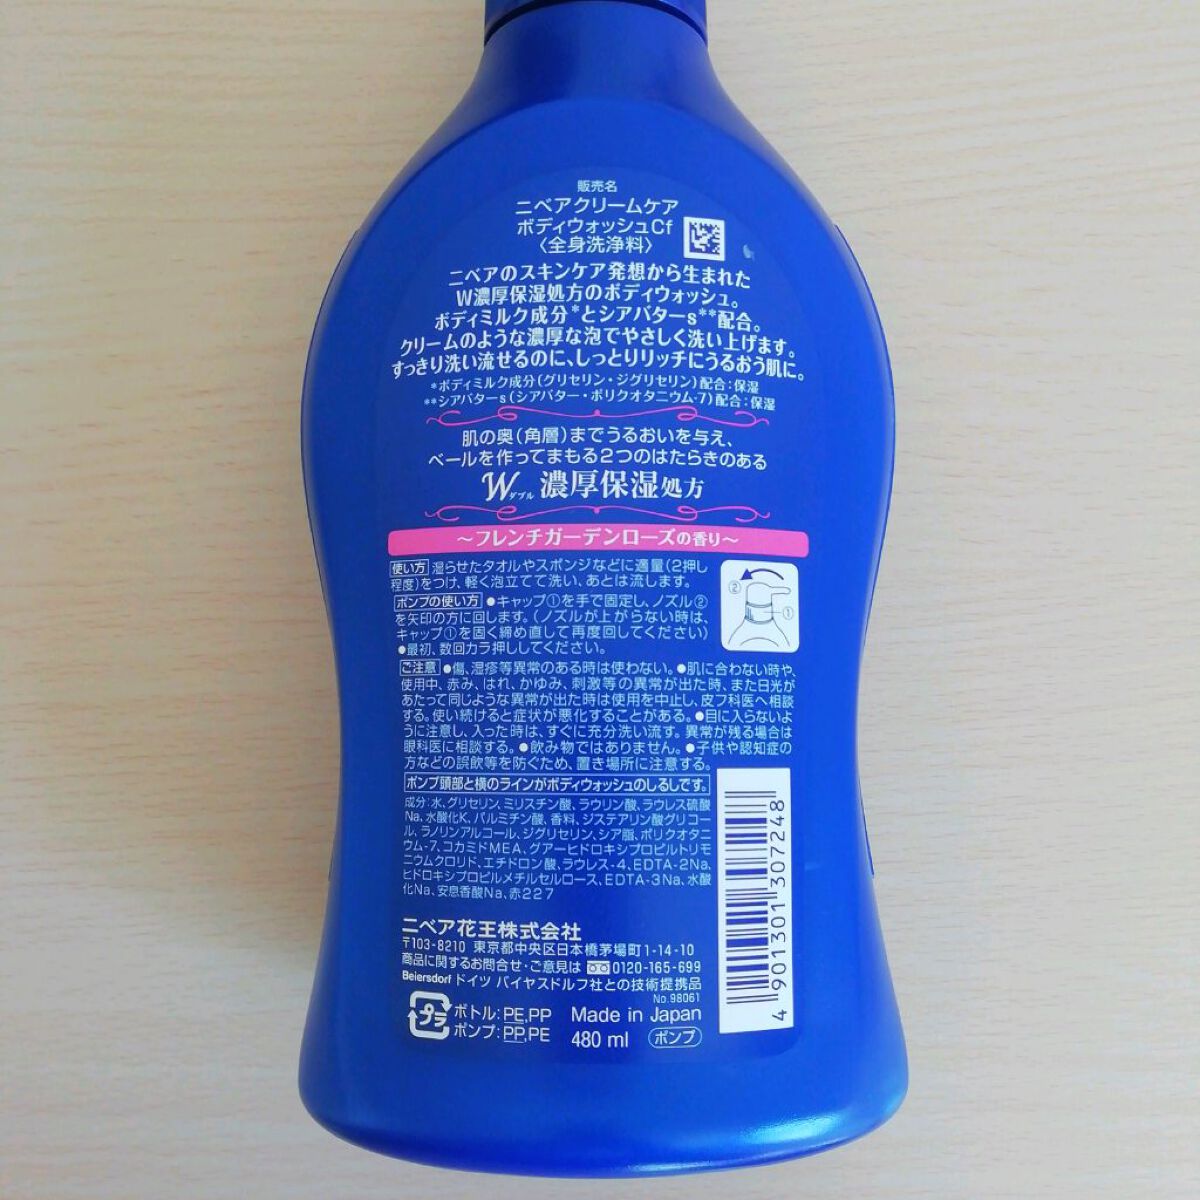 販売名
ニベアクリームケア
ボディウォッシュCf
〈全身洗浄料〉
ニベアのスキンケア発想から生まれた
W濃厚保湿処方のボディウォッシュ。
ボディミルク成分*とシアバターs**配合。
クリームのような濃厚な泡でやさしく洗い上げます。
すっきり洗い流せるのに、しっとりリッチにうるおう肌に。
*ボディミルク成分(グリセリン・ジグリセリン)配合:保湿
**シアバターs(シアバター・ポリクオタニウム-7)配合:保湿
肌の奥(角層)までうるおいを与え、
ベールを作ってまもる2つのはたらきのある
Wダブル 濃厚保湿処方
～フレンチガーデンローズの香り～
使い方 湿らせたタオルやスポンジなどに適量(2押し
程度)をつけ、軽く泡立てて洗い、あとは流します。
ポンプの使い方 ●キャップ①を手で固定し、ノズル②
を矢印の方に回します。(ノズルが上がらない時は、
キャップ①を固く締め直して再度回してください)
●最初、数回カラ押ししてください。
② ①
ご注意 ●傷、湿疹等異常のある時は使わない。●肌に合わない時や、
使用中、赤み、はれ、かゆみ、刺激等の異常が出た時、また日光が
あたって同じような異常が出た時は使用を中止し、皮フ科医へ相談
する。使い続けると症状が悪化することがある。●目に入らないよ
うに注意し、入った時は、すぐに充分洗い流す。異常が残る場合は
眼科医に相談する。●飲み物ではありません。●子供や認知症の
方などの誤飲等を防ぐため、置き場所に注意する。
ポンプ頭部と横のラインがボディウォッシュのしるしです。
成分:水、グリセリン、ミリスチン酸、ラウリン酸、ラウレス硫酸
Na、水酸化K、パルミチン酸、香料、ジステアリン酸グリコー
ル、ラノリンアルコール、ジグリセリン、シア脂、ポリクオタニ
ウム-7、コカミドMEA、グアーヒドロキシプロピルトリモ
ニウムクロリド、エチドロン酸、ラウレス-4、EDTA-2Na、
ヒドロキシプロピルメチルセルロース、EDTA-3Na、水酸
化Na、安息香酸Na、赤227
ニベア花王株式会社
〒103-8210 東京都中央区日本橋茅場町1-14-10
商品に関するお問合せ・ご意見は 0120-165-699
Beiersdorf ドイツ バイヤスドルフ社との技術提携品
No.98061
プラ
ボトル:PE,PP
ポンプ:PP,PE
Made in Japan
480 ml ポンプ
4 901301 307248